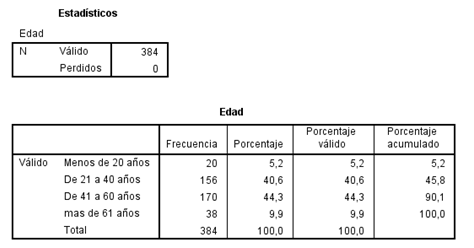 Estadísticos
Edad
N Válido 384
Perdidos 0
Edad
Frecuencia Porcentaje Porcentaje válido Porcentaje acumulado
Válido Menos de 20 años 20 5,2 5,2 5,2
De 21 a 40 años 156 40,6 40,6 45,8
De 41 a 60 años 170 44,3 44,3 90,1
mas de 61 años 38 9,9 9,9 100,0
Total 384 100,0 100,0